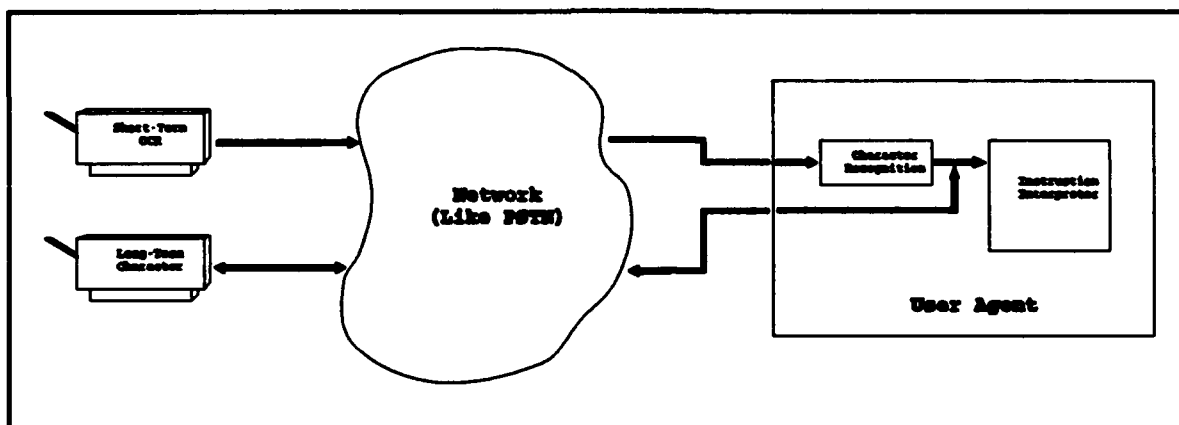 Short-Term
OCR
Long-Term
Character
Network
(Like PSTN)
Character
Recognition
Instruction
Interpreter
User Agent